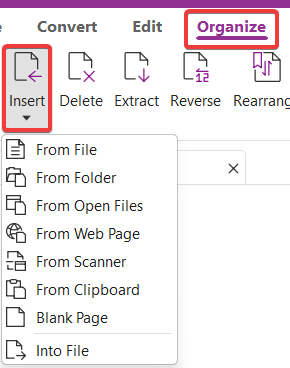 Convert Edit Organize
Insert Delete Extract Reverse Rearrang
From File
From Folder
From Open Files
From Web Page
From Scanner
From Clipboard
Blank Page
Into File